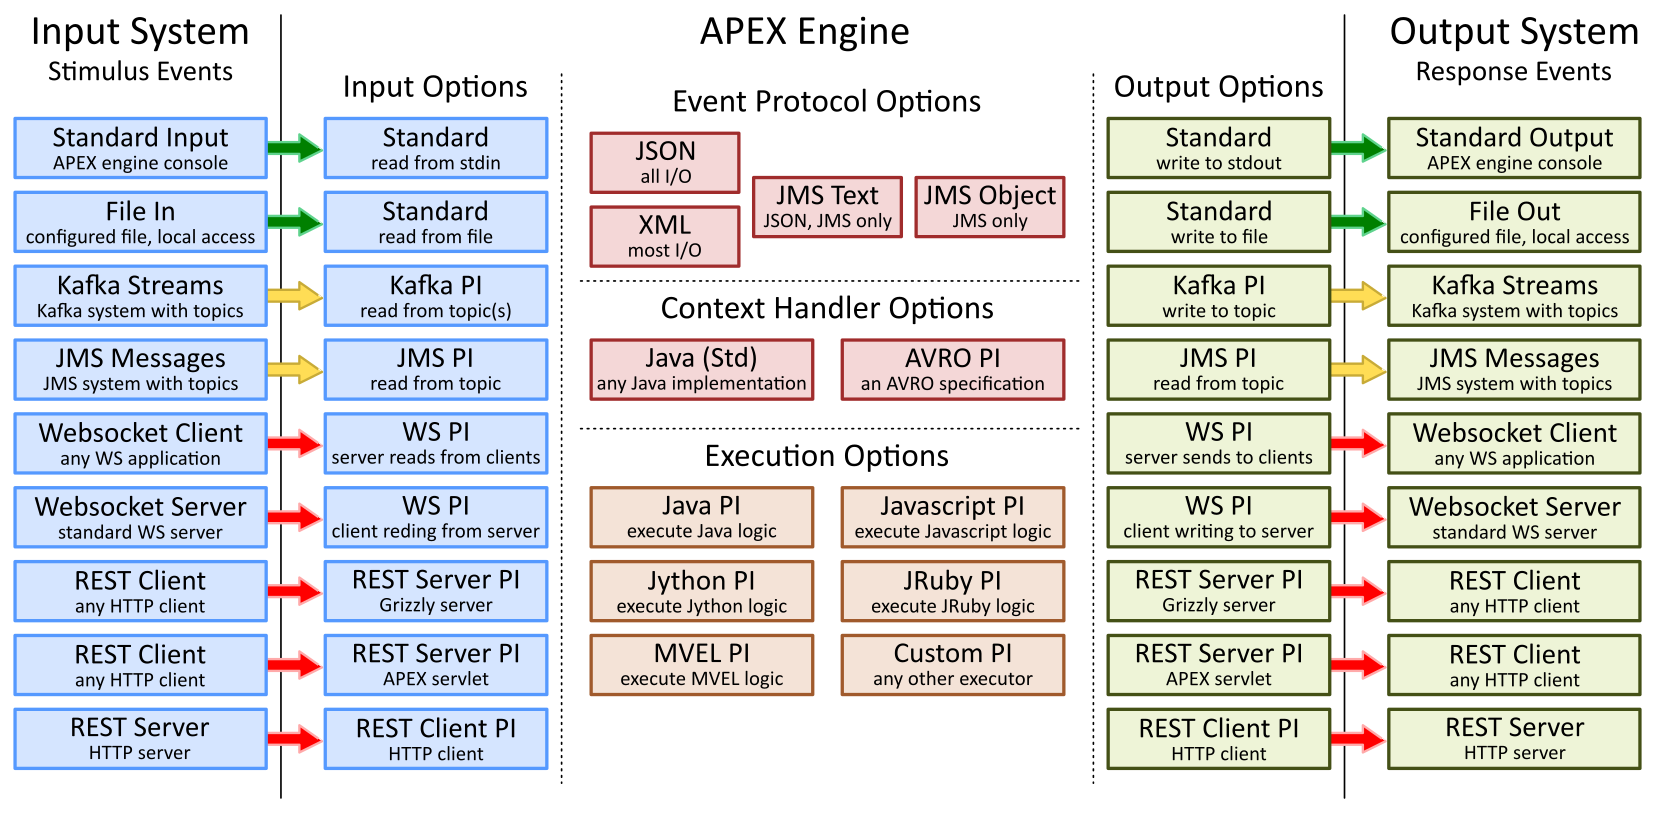 Input System
Stimulus Events
Standard Input
APEX engine console
File In
configured file, local access
Kafka Streams
Kafka system with topics
JMS Messages
JMS system with topics
Websocket Client
any WS application
Websocket Server
standard WS server
REST Client
any HTTP client
REST Client
any HTTP client
REST Server
HTTP server
APEX Engine
Input Options
Standard
read from stdin
Standard
read from file
Kafka PI
read from topic(s)
JMS PI
read from topic
WS PI
server reads from clients
WS PI
client reding from server
REST Server PI
Grizzly server
REST Server PI
APEX servlet
REST Client PI
HTTP client
Event Protocol Options
JSON
all I/O
XML
most I/O
JMS Text
JSON, JMS only
JMS Object
JMS only
Context Handler Options
Java (Std)
any Java implementation
AVRO PI
an AVRO specification
Execution Options
Java PI
execute Java logic
Javascript PI
execute Javascript logic
Jython PI
execute Jython logic
JRuby PI
execute JRuby logic
MVEL PI
execute MVEL logic
Custom PI
any other executor
Output Options
Standard
write to stdout
Standard
write to file
Kafka PI
write to topic
JMS PI
read from topic
WS PI
server sends to clients
WS PI
client writing to server
REST Server PI
Grizzly server
REST Server PI
APEX servlet
REST Client PI
HTTP client
Output System
Response Events
Standard Output
APEX engine console
File Out
configured file, local access
Kafka Streams
Kafka system with topics
JMS Messages
JMS system with topics
Websocket Client
any WS application
Websocket Server
standard WS server
REST Client
any HTTP client
REST Client
any HTTP client
REST Server
HTTP server